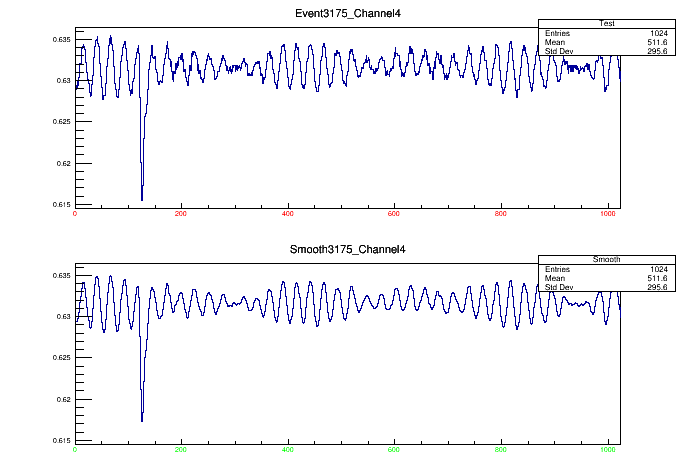 Event3175_Channel4
Test
Entries 1024
Mean 511.6
Std Dev 295.6
0.635
0.63
0.625
0.62
0.615
0 200 400 600 800 1000
Smooth3175_Channel4
Smooth
Entries 1024
Mean 511.6
Std Dev 295.6
0.635
0.63
0.625
0.62
0.615
0 200 400 600 800 1000